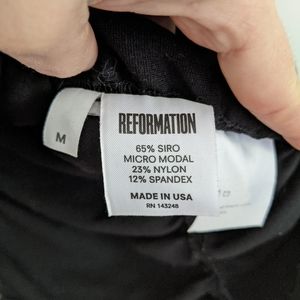 M
REFORMATION
65% SIRO
MICRO MODAL
23% NYLON
12% SPANDEX
MADE IN USA
RN 143248